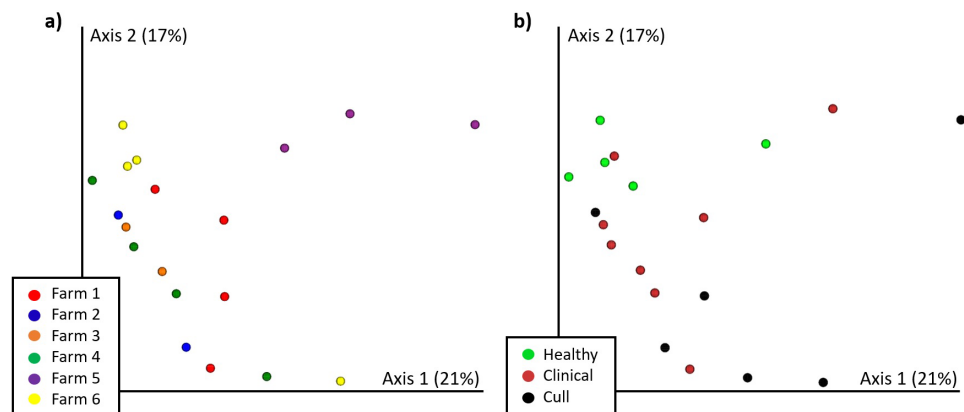 a)
Axis 2 (17%)
Axis 1 (21%)
Farm 1
Farm 2
Farm 3
Farm 4
Farm 5
Farm 6
b)
Axis 2 (17%)
Axis 1 (21%)
Healthy
Clinical
Cull